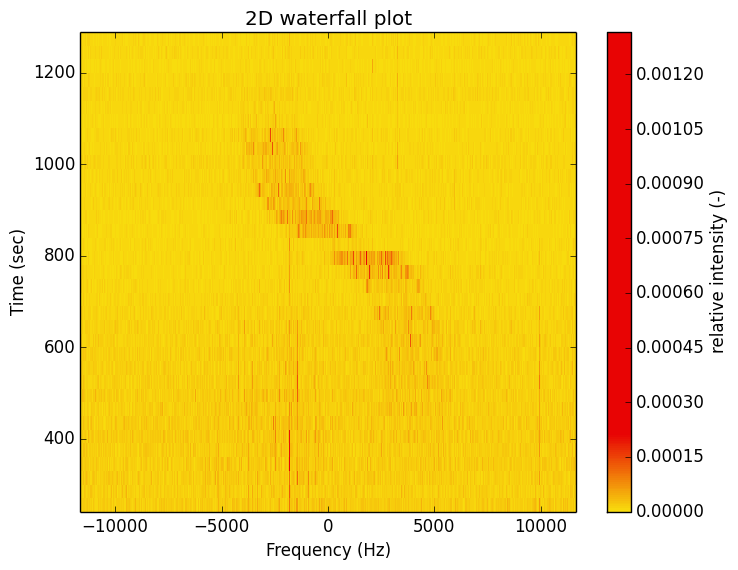 2D waterfall plot
1200
1000
800
600
400
Time (sec)
−10000 −5000 0 5000 10000
Frequency (Hz)
0.00120
0.00105
0.00090
0.00075
0.00060
0.00045
0.00030
0.00015
0.00000
relative intensity (-)